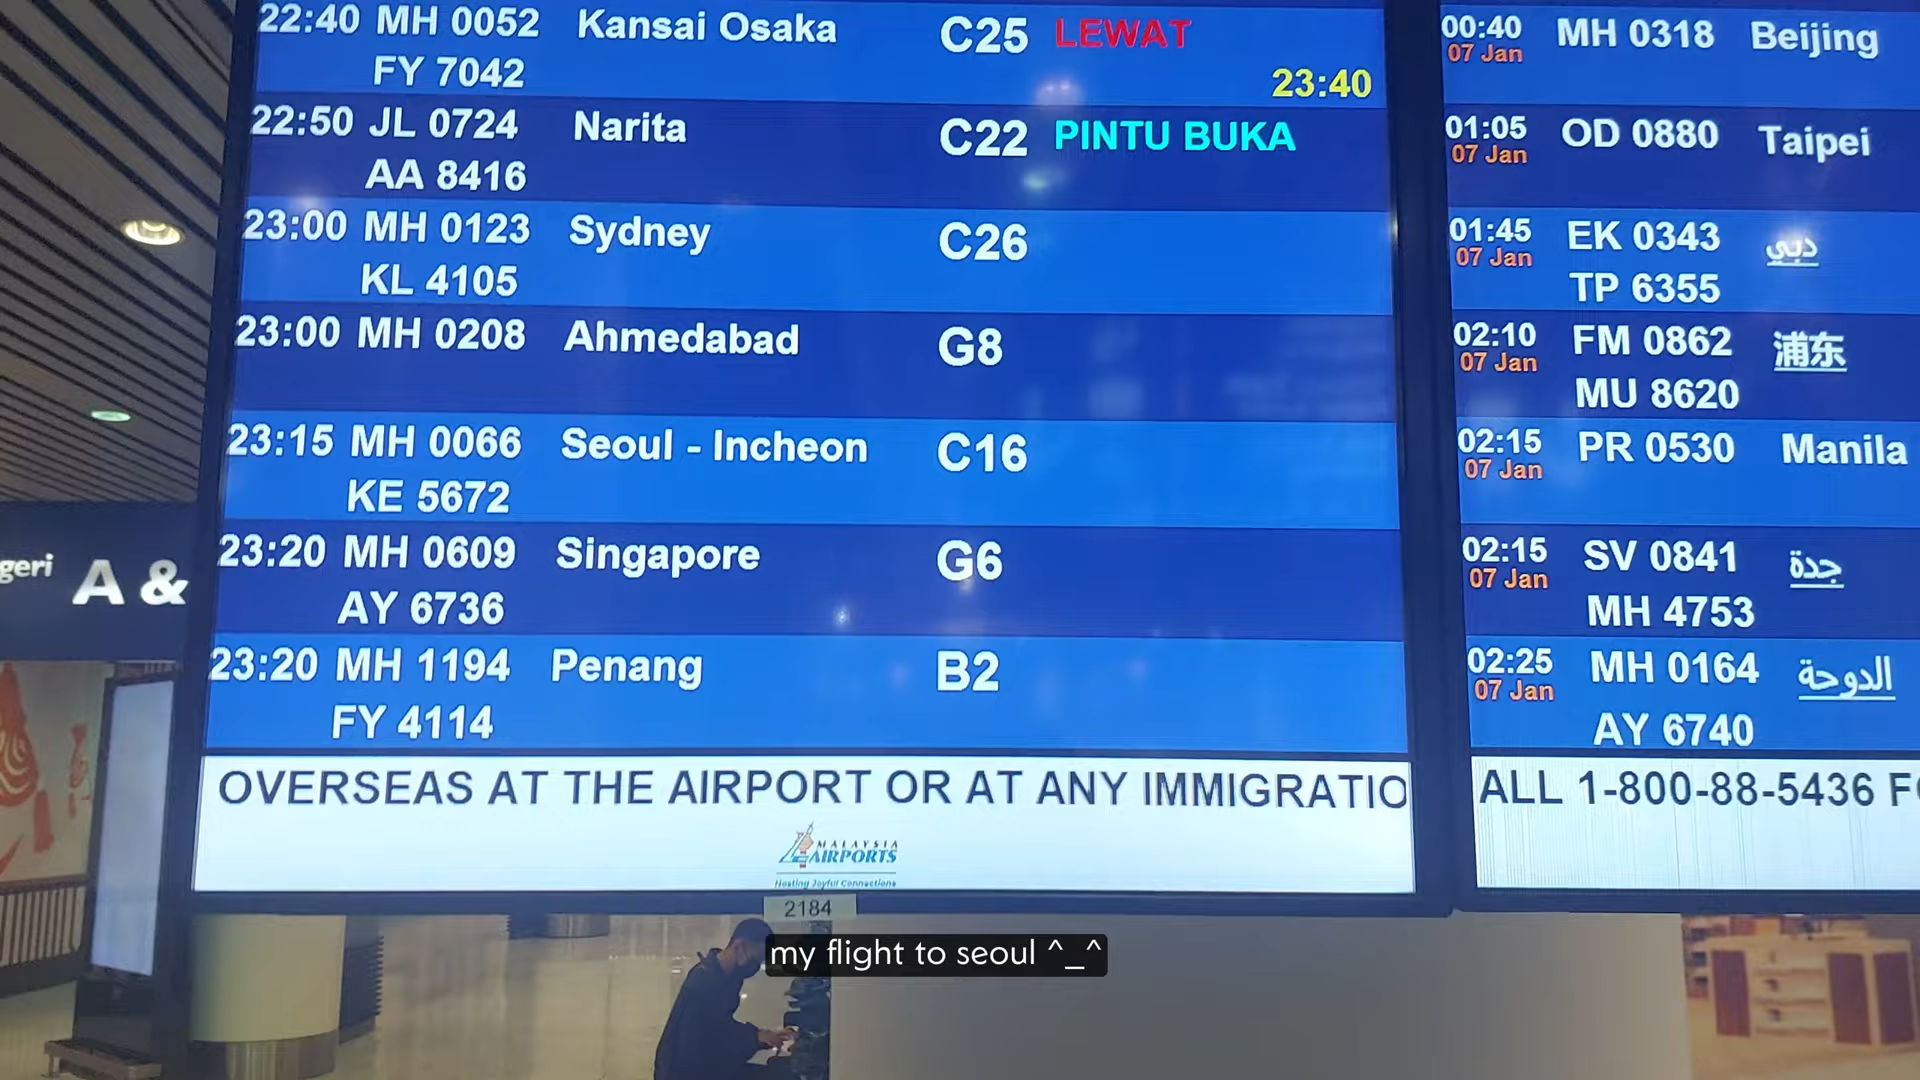 22:40 MH 0052 Kansai Osaka C25 LEWAT
FY 7042 23:40
22:50 JL 0724 Narita C22 PINTU BUKA
AA 8416
23:00 MH 0123 Sydney C26
KL 4105
23:00 MH 0208 Ahmedabad G8
23:15 MH 0066 Seoul - Incheon C16
KE 5672
23:20 MH 0609 Singapore G6
AY 6736
23:20 MH 1194 Penang B2
FY 4114
OVERSEAS AT THE AIRPORT OR AT ANY IMMIGRATIO
MALAYSIA
AIRPORTS
Hosting Joyful Connections
2184
00:40 MH 0318 Beijing
07 Jan
01:05 OD 0880 Taipei
07 Jan
01:45 EK 0343 دبي
07 Jan
TP 6355
02:10 FM 0862 浦东
07 Jan
MU 8620
02:15 PR 0530 Manila
07 Jan
02:15 SV 0841 جدة
07 Jan
MH 4753
02:25 MH 0164 الدوحة
07 Jan
AY 6740
ALL 1-800-88-5436 F
geri A &
my flight to seoul ^_^